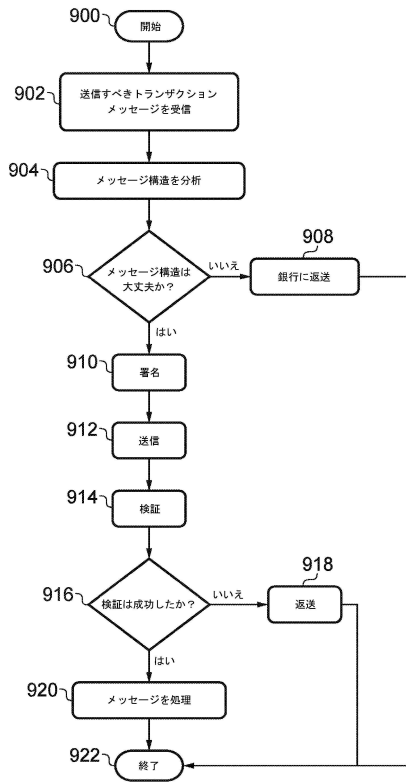 900
開始
902
送信すべきトランザクション
メッセージを受信
904
メッセージ構造を分析
906
メッセージ構造は
大丈夫か?
いいえ
908
銀行に返送
はい
910
署名
912
送信
914
検証
916
検証は成功したか?
いいえ
918
返送
はい
920
メッセージを処理
922
終了